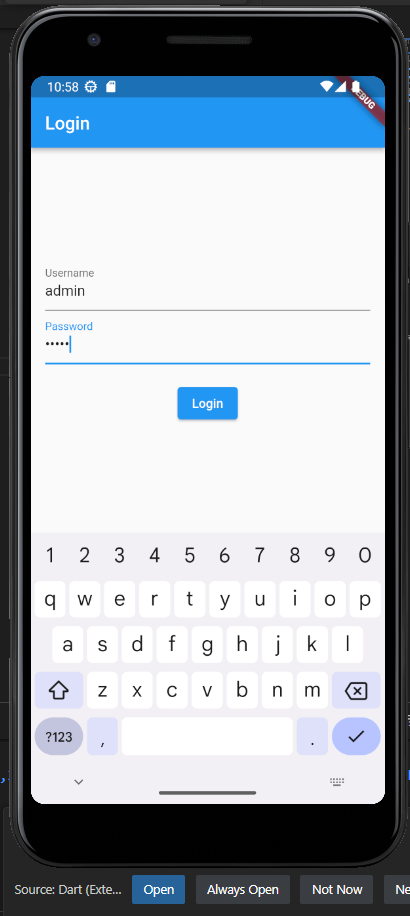 10:58
DEBUG
Login
Username
admin
Password
•••••
Login
1 2 3 4 5 6 7 8 9 0
q w e r t y u i o p
a s d f g h j k l
z x c v b n m
?123 , .
Source: Dart (Exte... Open Always Open Not Now Ne